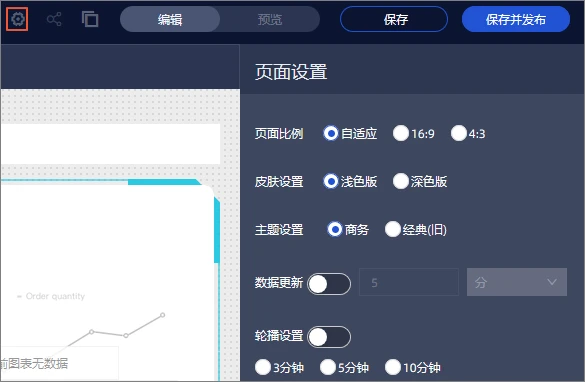 编辑 预览 保存 保存并发布
页面设置
页面比例 自适应 16:9 4:3
皮肤设置 浅色版 深色版
主题设置 商务 经典(旧)
数据更新 5 分
Order quantity
轮播设置
前图表无数据
3分钟 5分钟 10分钟